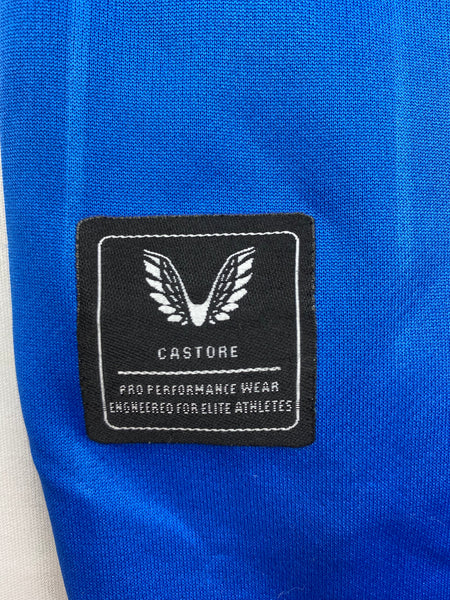 CASTORE
PRO PERFORMANCE WEAR
ENGINEERED FOR ELITE ATHLETES